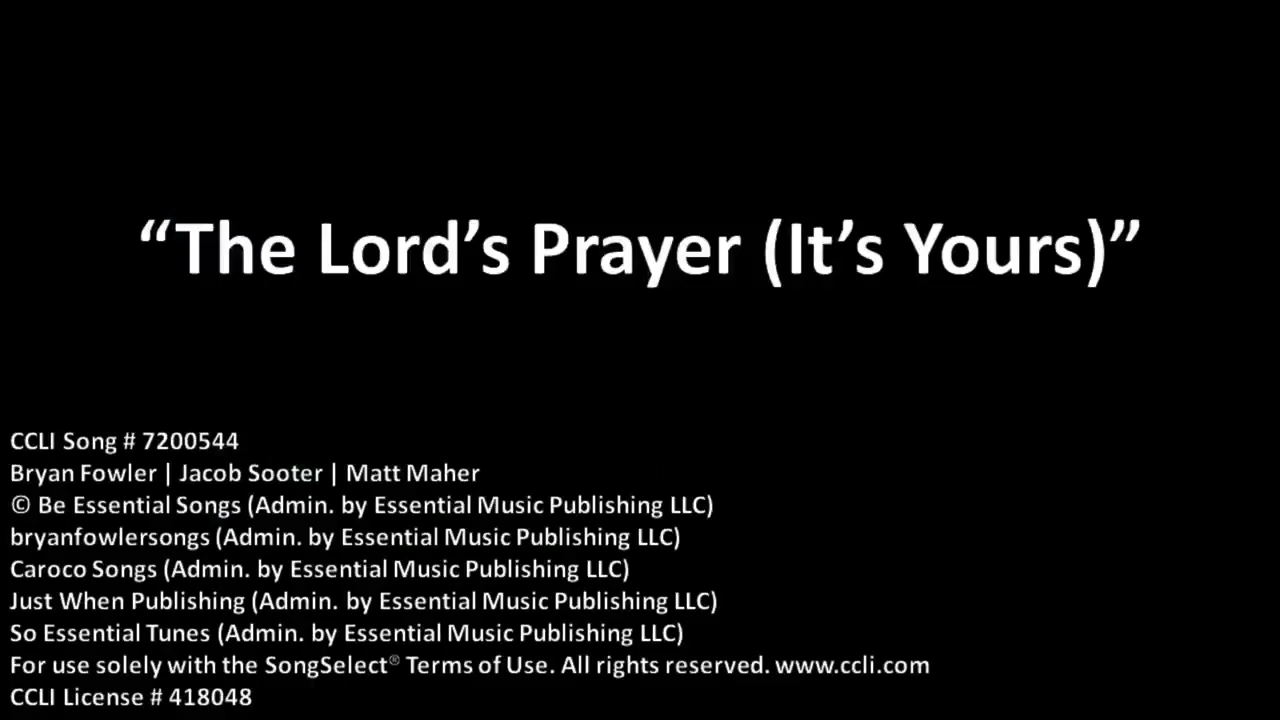 “The Lord’s Prayer (It’s Yours)”
CCLI Song # 7200544
Bryan Fowler | Jacob Sooter | Matt Maher
© Be Essential Songs (Admin. by Essential Music Publishing LLC)
bryanfowlersongs (Admin. by Essential Music Publishing LLC)
Caroco Songs (Admin. by Essential Music Publishing LLC)
Just When Publishing (Admin. by Essential Music Publishing LLC)
So Essential Tunes (Admin. by Essential Music Publishing LLC)
For use solely with the SongSelect® Terms of Use. All rights reserved. www.ccli.com
CCLI License # 418048